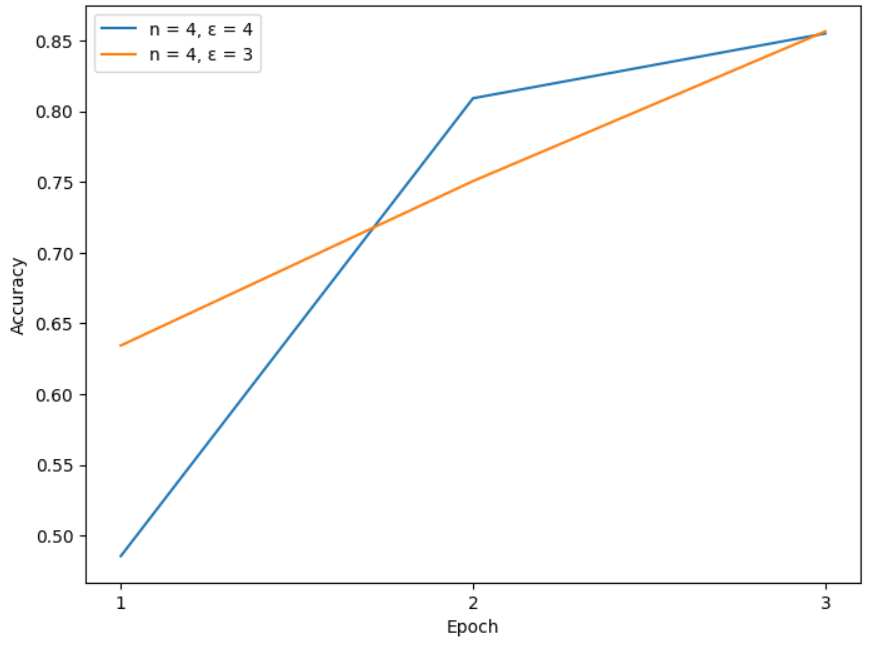 n = 4, ε = 4
n = 4, ε = 3
0.85
0.80
0.75
0.70
0.65
0.60
0.55
0.50
Accuracy
1 2 3
Epoch